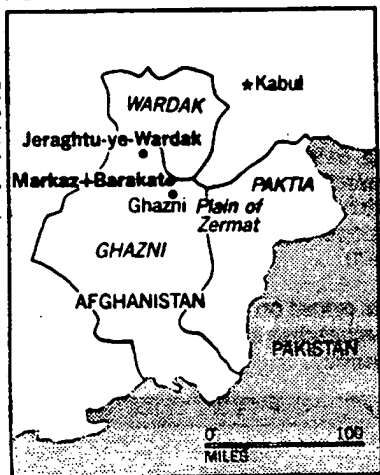 ★Kabul
WARDAK
Jeraghtu-ye-Wardak
Markaz+Barakat
Ghazni
PAKTIA
Plain of
Zermat
GHAZNI
AFGHANISTAN
PAKISTAN
0 100
MILES